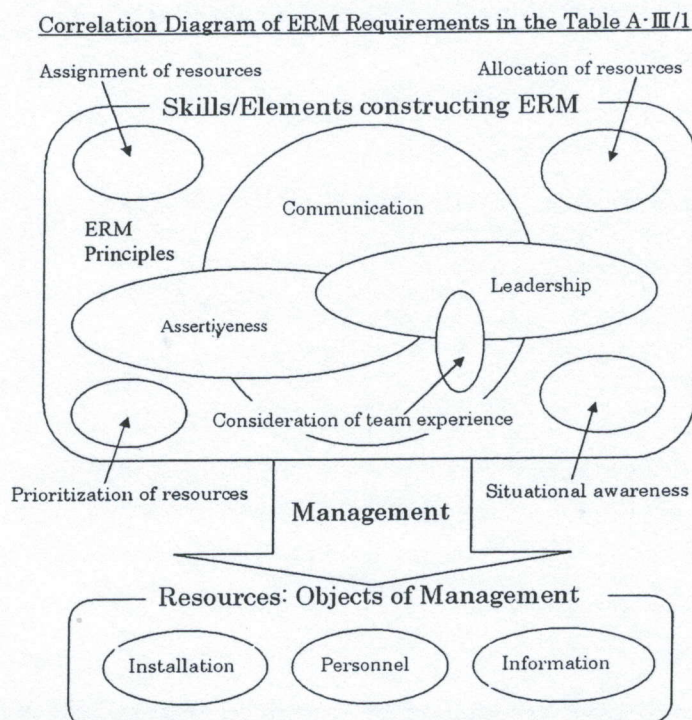 Correlation Diagram of ERM Requirements in the Table A-III/1
Assignment of resources
Allocation of resources
Skills/Elements constructing ERM
Communication
ERM
Principles
Leadership
Assertiveness
Consideration of team experience
Prioritization of resources
Situational awareness
Management
Resources: Objects of Management
Installation
Personnel
Information